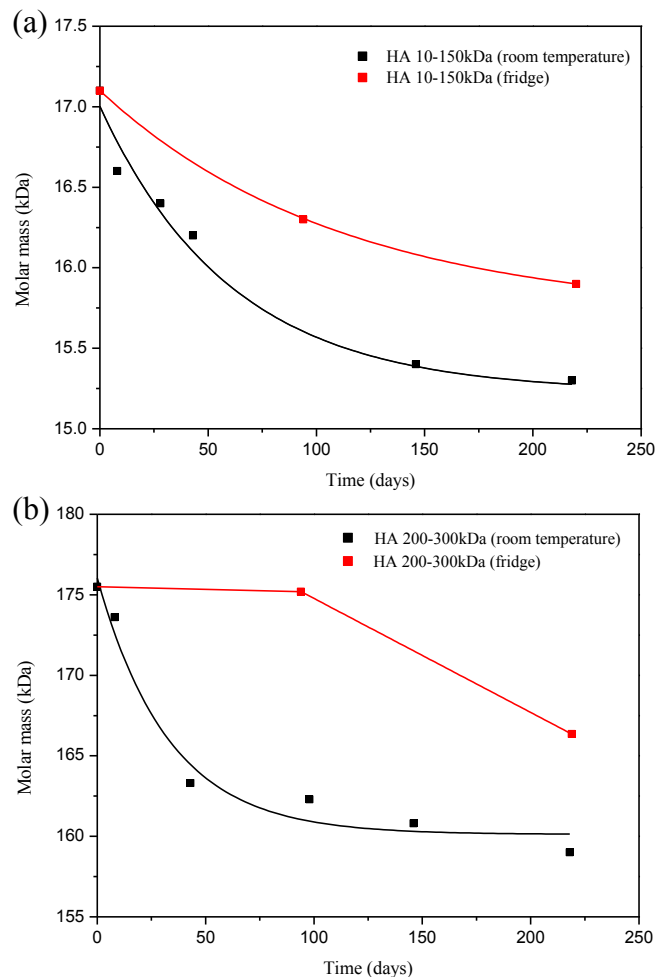 (a)
17.5
17.0
16.5
16.0
15.5
15.0
Molar mass (kDa)
HA 10-150kDa (room temperature)
HA 10-150kDa (fridge)
0
50
100
150
200
250
Time (days)
(b)
180
175
170
165
160
155
Molar mass (kDa)
HA 200-300kDa (room temperature)
HA 200-300kDa (fridge)
0
50
100
150
200
250
Time (days)